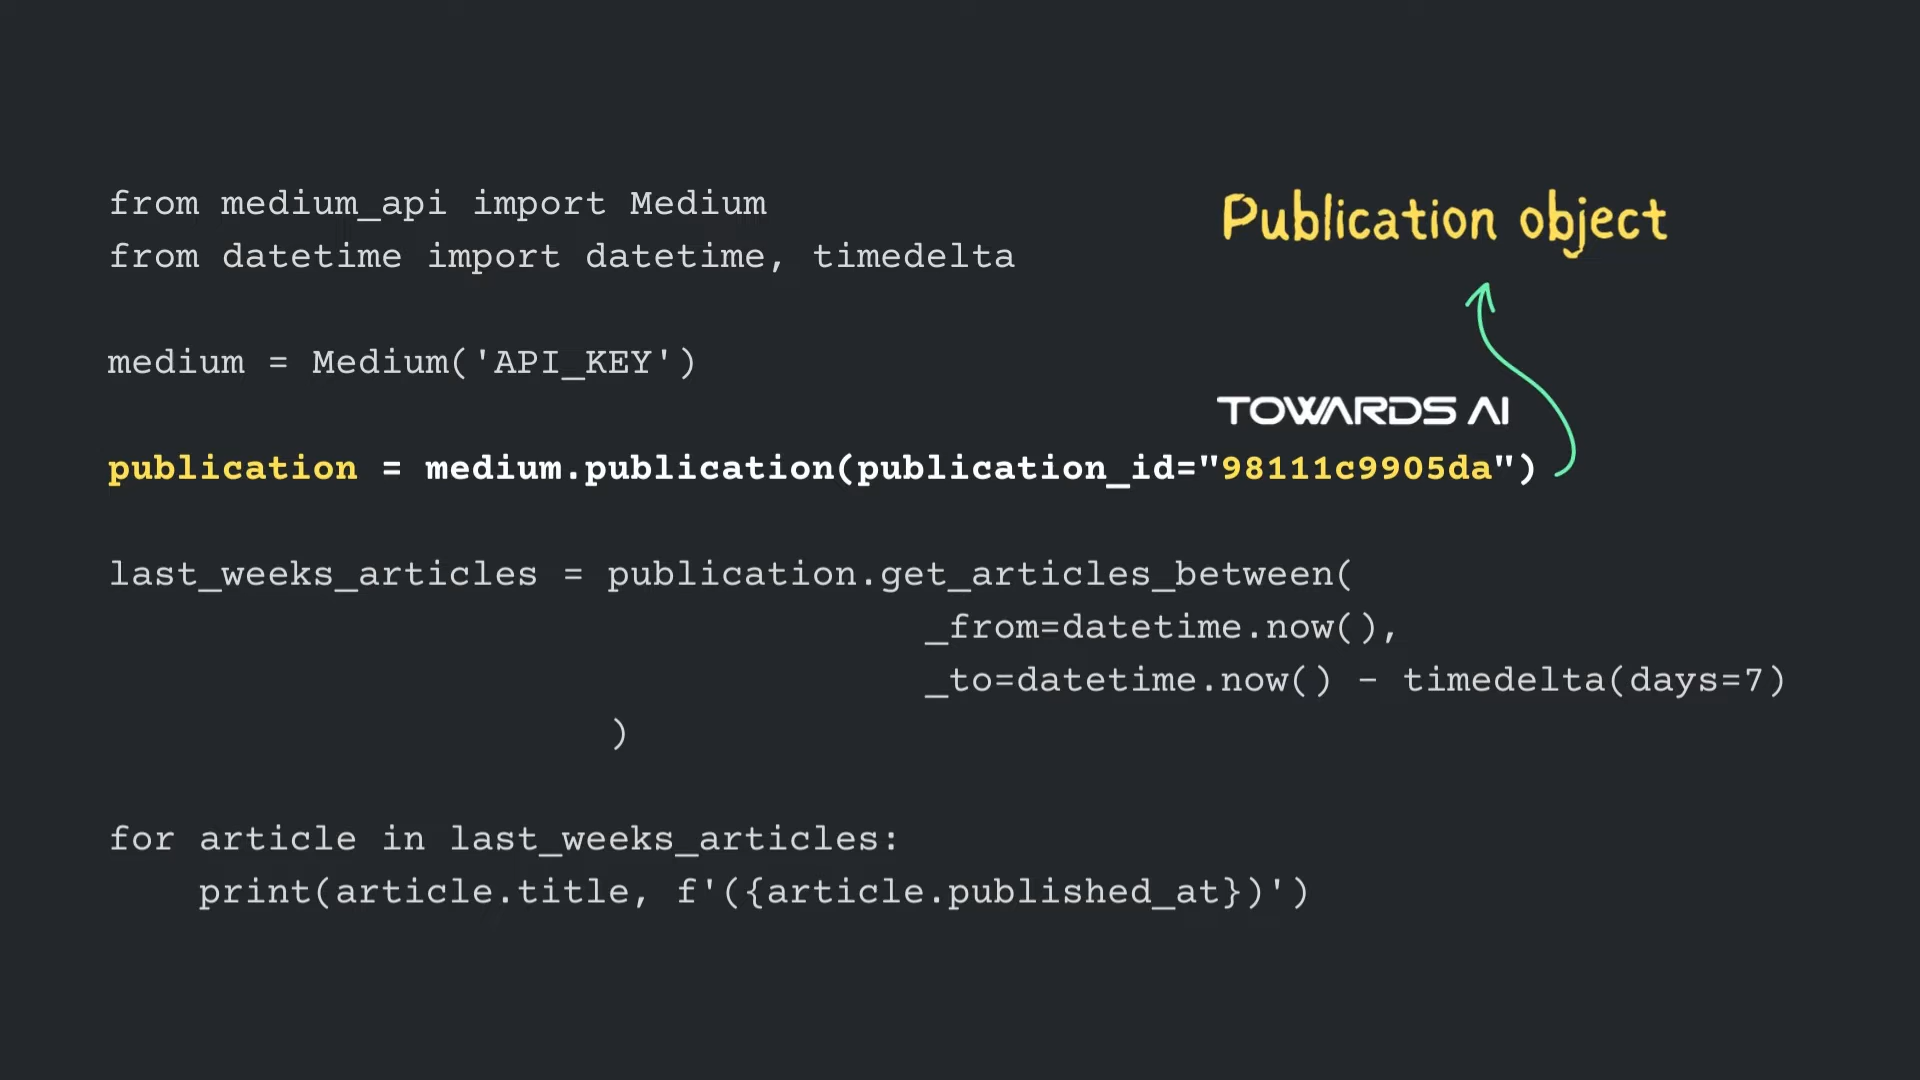 from medium_api import Medium
from datetime import datetime, timedelta
Publication object
medium = Medium('API_KEY')
TOWARDS AI
publication = medium.publication(publication_id="98111c9905da")
last_weeks_articles = publication.get_articles_between(
_from=datetime.now(),
_to=datetime.now() - timedelta(days=7)
)
for article in last_weeks_articles:
print(article.title, f'({article.published_at})')